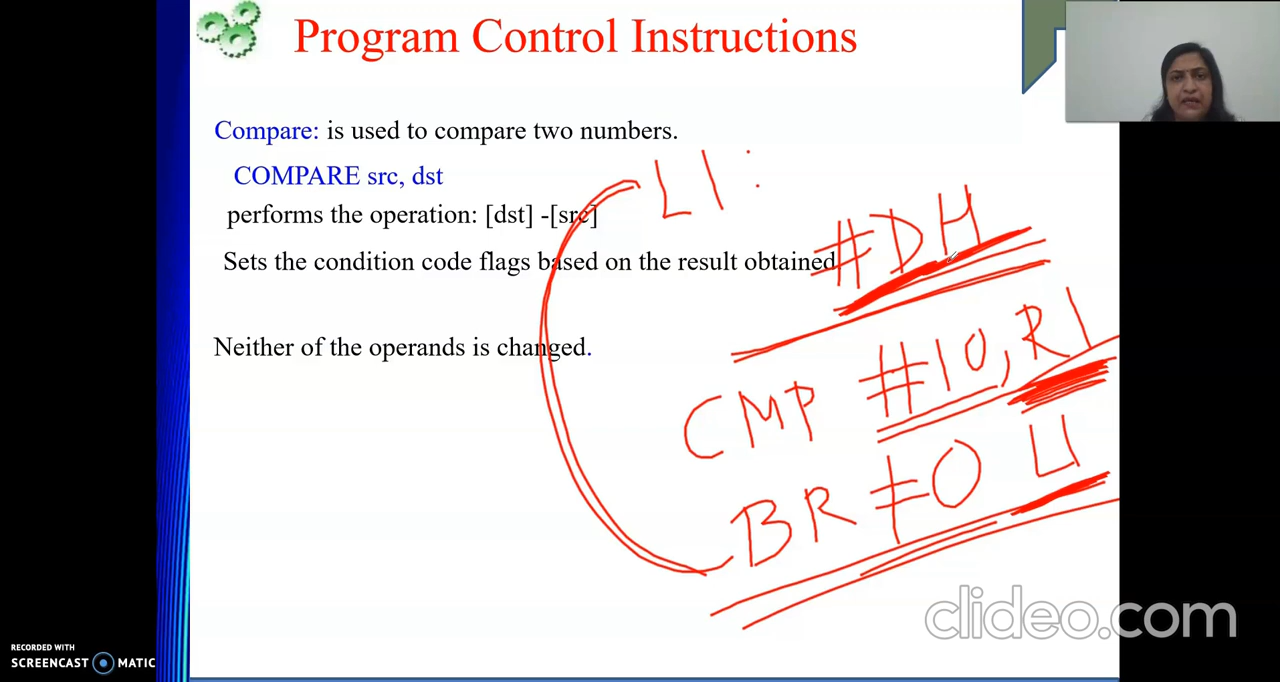 Program Control Instructions
Compare: is used to compare two numbers.
COMPARE src, dst
performs the operation: [dst] -[src]
Sets the condition code flags based on the result obtained
Neither of the operands is changed.
L1:
#DH
CMP #10, R1
BR ≠0 L1
clideo.com
RECORDED WITH
SCREENCAST MATIC